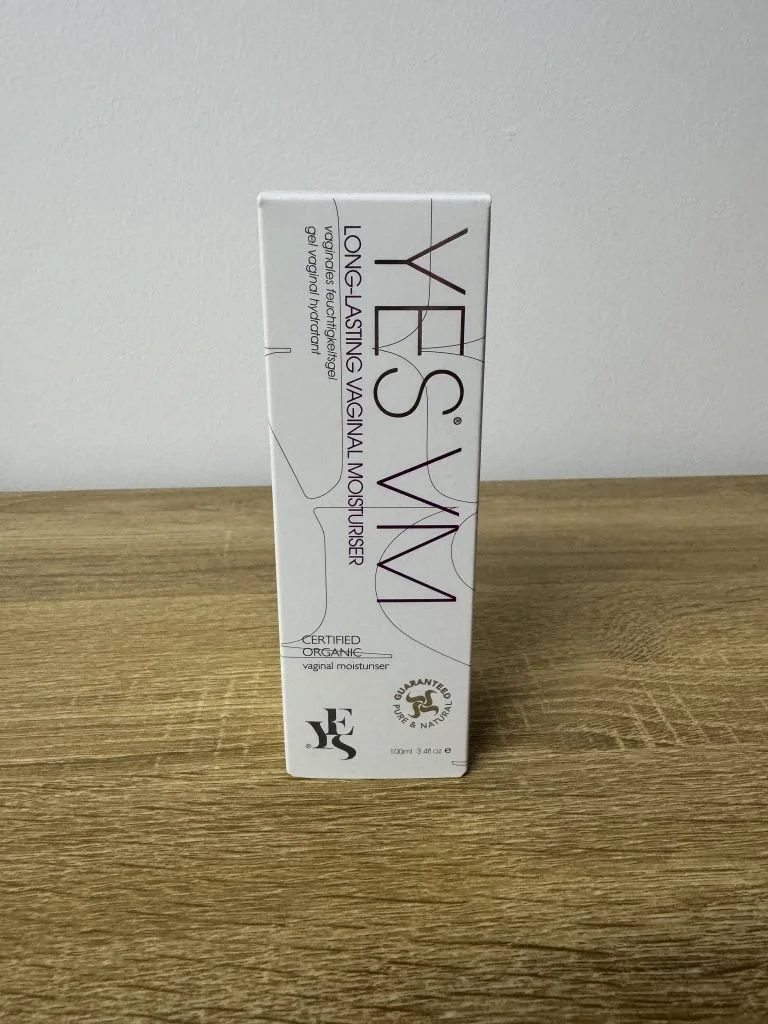 YES® VM
LONG-LASTING VAGINAL MOISTURISER
vaginales feuchtigkeitsgel
gel vaginal hydratant
CERTIFIED
ORGANIC
vaginal moisturiser
GUARANTEED
PURE & NATURAL
YES®
100ml 3.4fl oz e